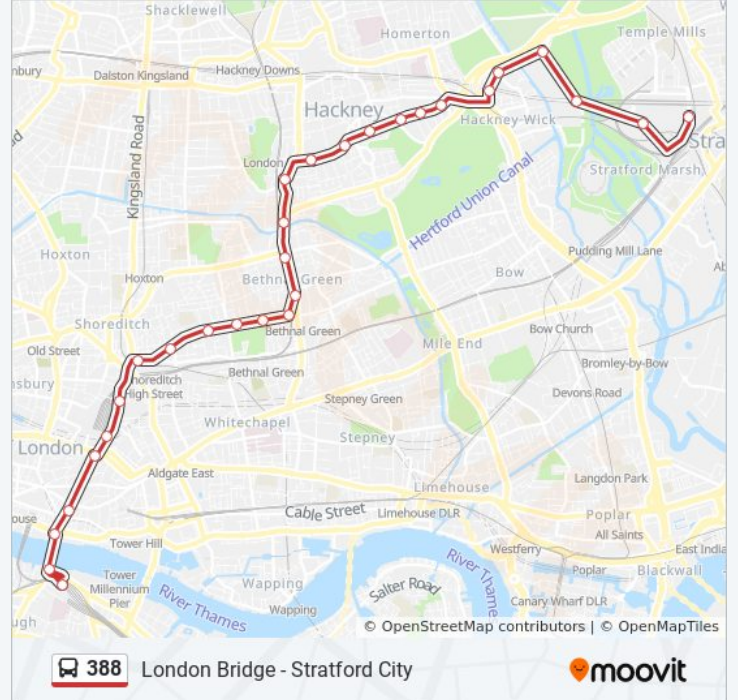 Shacklewell
Homerton
Temple Mills
nbury
Dalston Kingsland
Hackney Downs
Hackney
Hackney Wick
Stra
Kingsland Road
London
Stratford Marsh
Hertford Union Canal
Hoxton
Pudding Mill Lane
Hoxton
Bethnal Green
Bow
Ab
Shoreditch
Bethnal Green
Bow Church
Old Street
Mile End
Bromley-by-Bow
nsbury
Shoreditch
High Street
Bethnal Green
Stepney Green
Devons Road
Whitechapel
London
Stepney
Aldgate East
Langdon Park
Limehouse
ouse
Cable Street
Limehouse DLR
Poplar
All Saints
Tower Hill
Westferry
East India
Tower
Millennium
Pier
Wapping
River Thame
Poplar
Blackwall
Salter Road
ugh
River Thames
Wapping
Canary Wharf DLR
© OpenStreetMap contributors | © OpenMapTiles
388
London Bridge - Stratford City
moovit